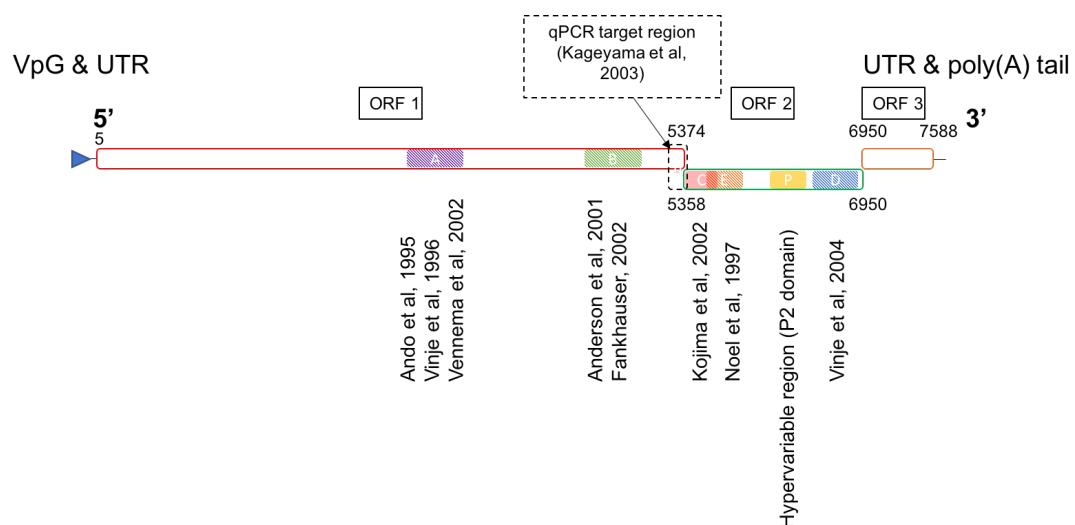 qPCR target region
(Kageyama et al,
2003)
VpG & UTR
UTR & poly(A) tail
ORF 1
ORF 2
ORF 3
5’
3’
5
5374
6950
7588
A
B
C
E
P
D
5358
6950
Ando et al, 1995
Vinje et al, 1996
Vennema et al, 2002
Anderson et al, 2001
Fankhauser, 2002
Kojima et al, 2002
Noel et al, 1997
Hypervariable region (P2 domain)
Vinje et al, 2004